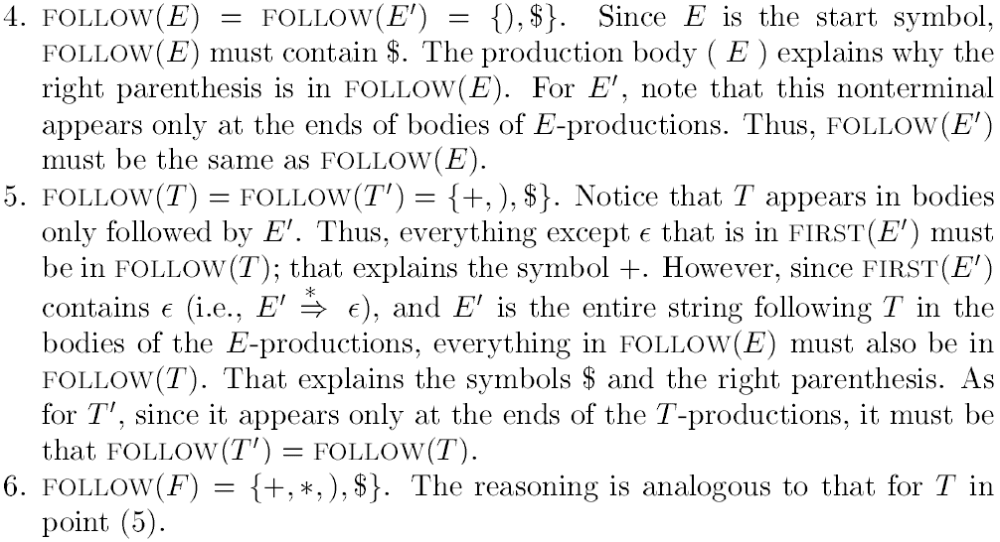 4. FOLLOW(E) = FOLLOW(E′) = {), $}. Since E is the start symbol,
FOLLOW(E) must contain $. The production body ( E ) explains why the
right parenthesis is in FOLLOW(E). For E′, note that this nonterminal
appears only at the ends of bodies of E-productions. Thus, FOLLOW(E′)
must be the same as FOLLOW(E).
5. FOLLOW(T) = FOLLOW(T′) = {+, ), $}. Notice that T appears in bodies
only followed by E′. Thus, everything except ϵ that is in FIRST(E′) must
be in FOLLOW(T); that explains the symbol +. However, since FIRST(E′)
contains ϵ (i.e., E′ ⇒* ϵ), and E′ is the entire string following T in the
bodies of the E-productions, everything in FOLLOW(E) must also be in
FOLLOW(T). That explains the symbols $ and the right parenthesis. As
for T′, since it appears only at the ends of the T-productions, it must be
that FOLLOW(T′) = FOLLOW(T).
6. FOLLOW(F) = {+, *, ), $}. The reasoning is analogous to that for T in
point (5).